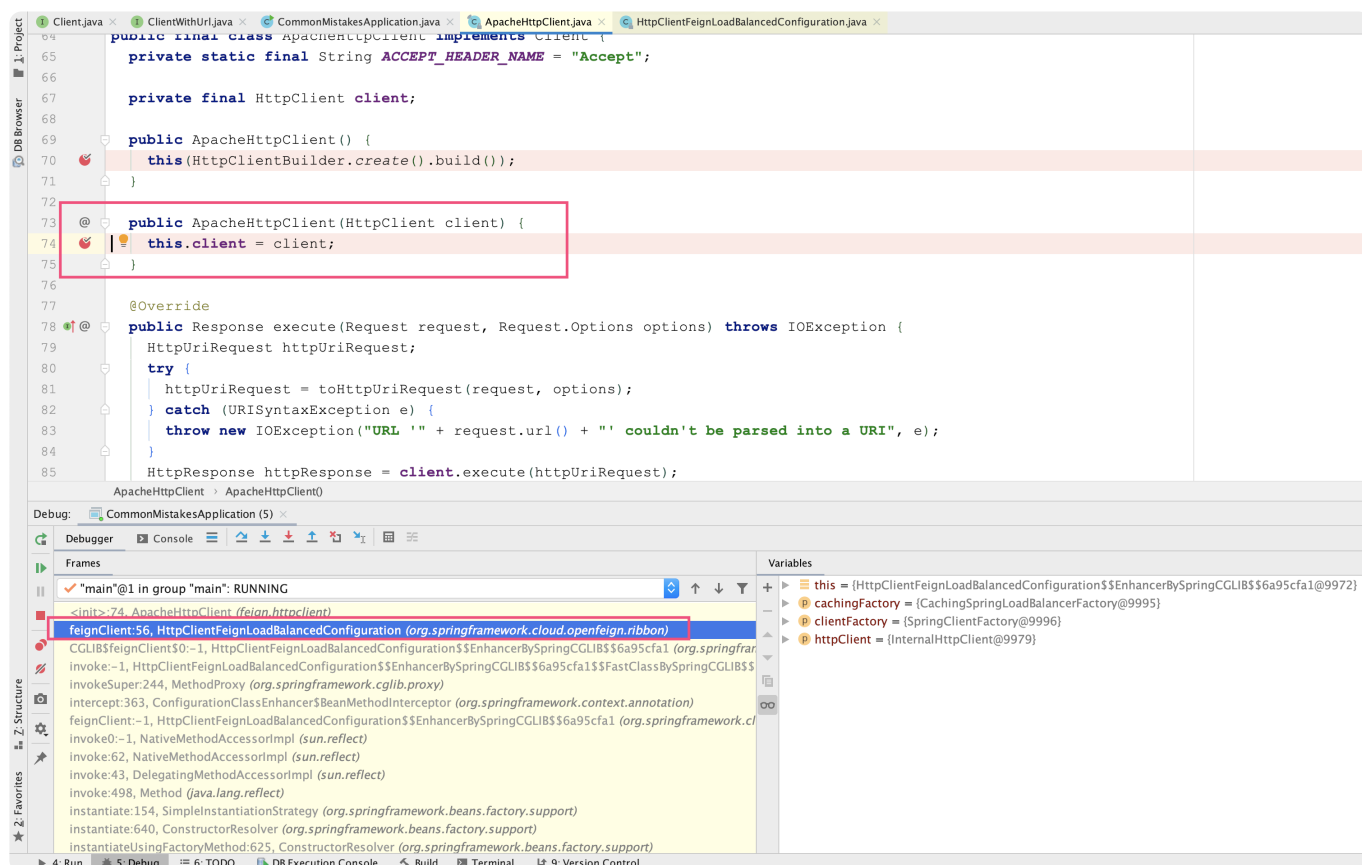 Client.java × ClientWithUrl.java × CommonMistakesApplication.java × ApacheHttpClient.java × HttpClientFeignLoadBalancedConfiguration.java ×
1: Project
DB Browser
Z: Structure
2: Favorites
64 public final class ApacheHttpClient implements Client {
65 private static final String ACCEPT_HEADER_NAME = "Accept";
66
67 private final HttpClient client;
68
69 public ApacheHttpClient() {
70 this(HttpClientBuilder.create().build());
71 }
72
73 @ public ApacheHttpClient(HttpClient client) {
74 this.client = client;
75 }
76
77 @Override
78 @ public Response execute(Request request, Request.Options options) throws IOException {
79 HttpUriRequest httpUriRequest;
80 try {
81 httpUriRequest = toHttpUriRequest(request, options);
82 } catch (URISyntaxException e) {
83 throw new IOException("URL '" + request.url() + "' couldn't be parsed into a URI", e);
84 }
85 HttpResponse httpResponse = client.execute(httpUriRequest);
ApacheHttpClient › ApacheHttpClient()
Debug: CommonMistakesApplication (5) ×
Debugger Console
Frames
"main"@1 in group "main": RUNNING
<init>:74, ApacheHttpClient (feign.httpclient)
feignClient:56, HttpClientFeignLoadBalancedConfiguration (org.springframework.cloud.openfeign.ribbon)
CGLIB$feignClient$0:-1, HttpClientFeignLoadBalancedConfiguration$$EnhancerBySpringCGLIB$$6a95cfa1 (org.springfram
invoke:-1, HttpClientFeignLoadBalancedConfiguration$$EnhancerBySpringCGLIB$$6a95cfa1$$FastClassBySpringCGLIB$$
invokeSuper:244, MethodProxy (org.springframework.cglib.proxy)
intercept:363, ConfigurationClassEnhancer$BeanMethodInterceptor (org.springframework.context.annotation)
feignClient:-1, HttpClientFeignLoadBalancedConfiguration$$EnhancerBySpringCGLIB$$6a95cfa1 (org.springframework.cl
invoke0:-1, NativeMethodAccessorImpl (sun.reflect)
invoke:62, NativeMethodAccessorImpl (sun.reflect)
invoke:43, DelegatingMethodAccessorImpl (sun.reflect)
invoke:498, Method (java.lang.reflect)
instantiate:154, SimpleInstantiationStrategy (org.springframework.beans.factory.support)
instantiate:640, ConstructorResolver (org.springframework.beans.factory.support)
instantiateUsingFactoryMethod:625, ConstructorResolver (org.springframework.beans.factory.support)
Variables
this = {HttpClientFeignLoadBalancedConfiguration$$EnhancerBySpringCGLIB$$6a95cfa1@9972}
cachingFactory = {CachingSpringLoadBalancerFactory@9995}
clientFactory = {SpringClientFactory@9996}
httpClient = {InternalHttpClient@9979}
4: Run 5: Debug 6: TODO DB Execution Console Build Terminal 9: Version Control